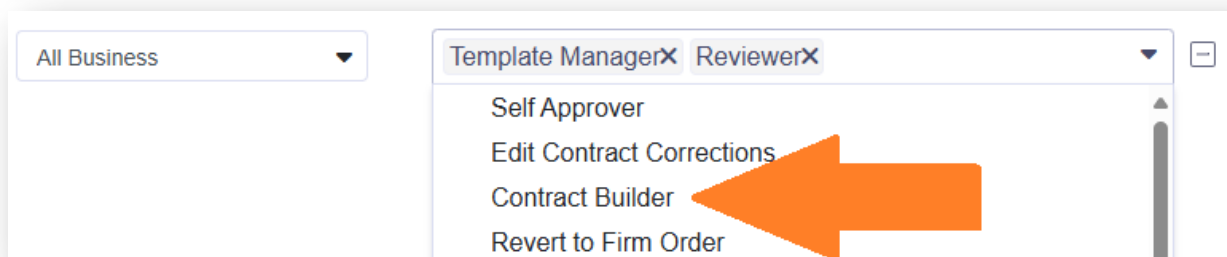 All Business
Template Manager× Reviewer×
Self Approver
Edit Contract Corrections
Contract Builder
Revert to Firm Order